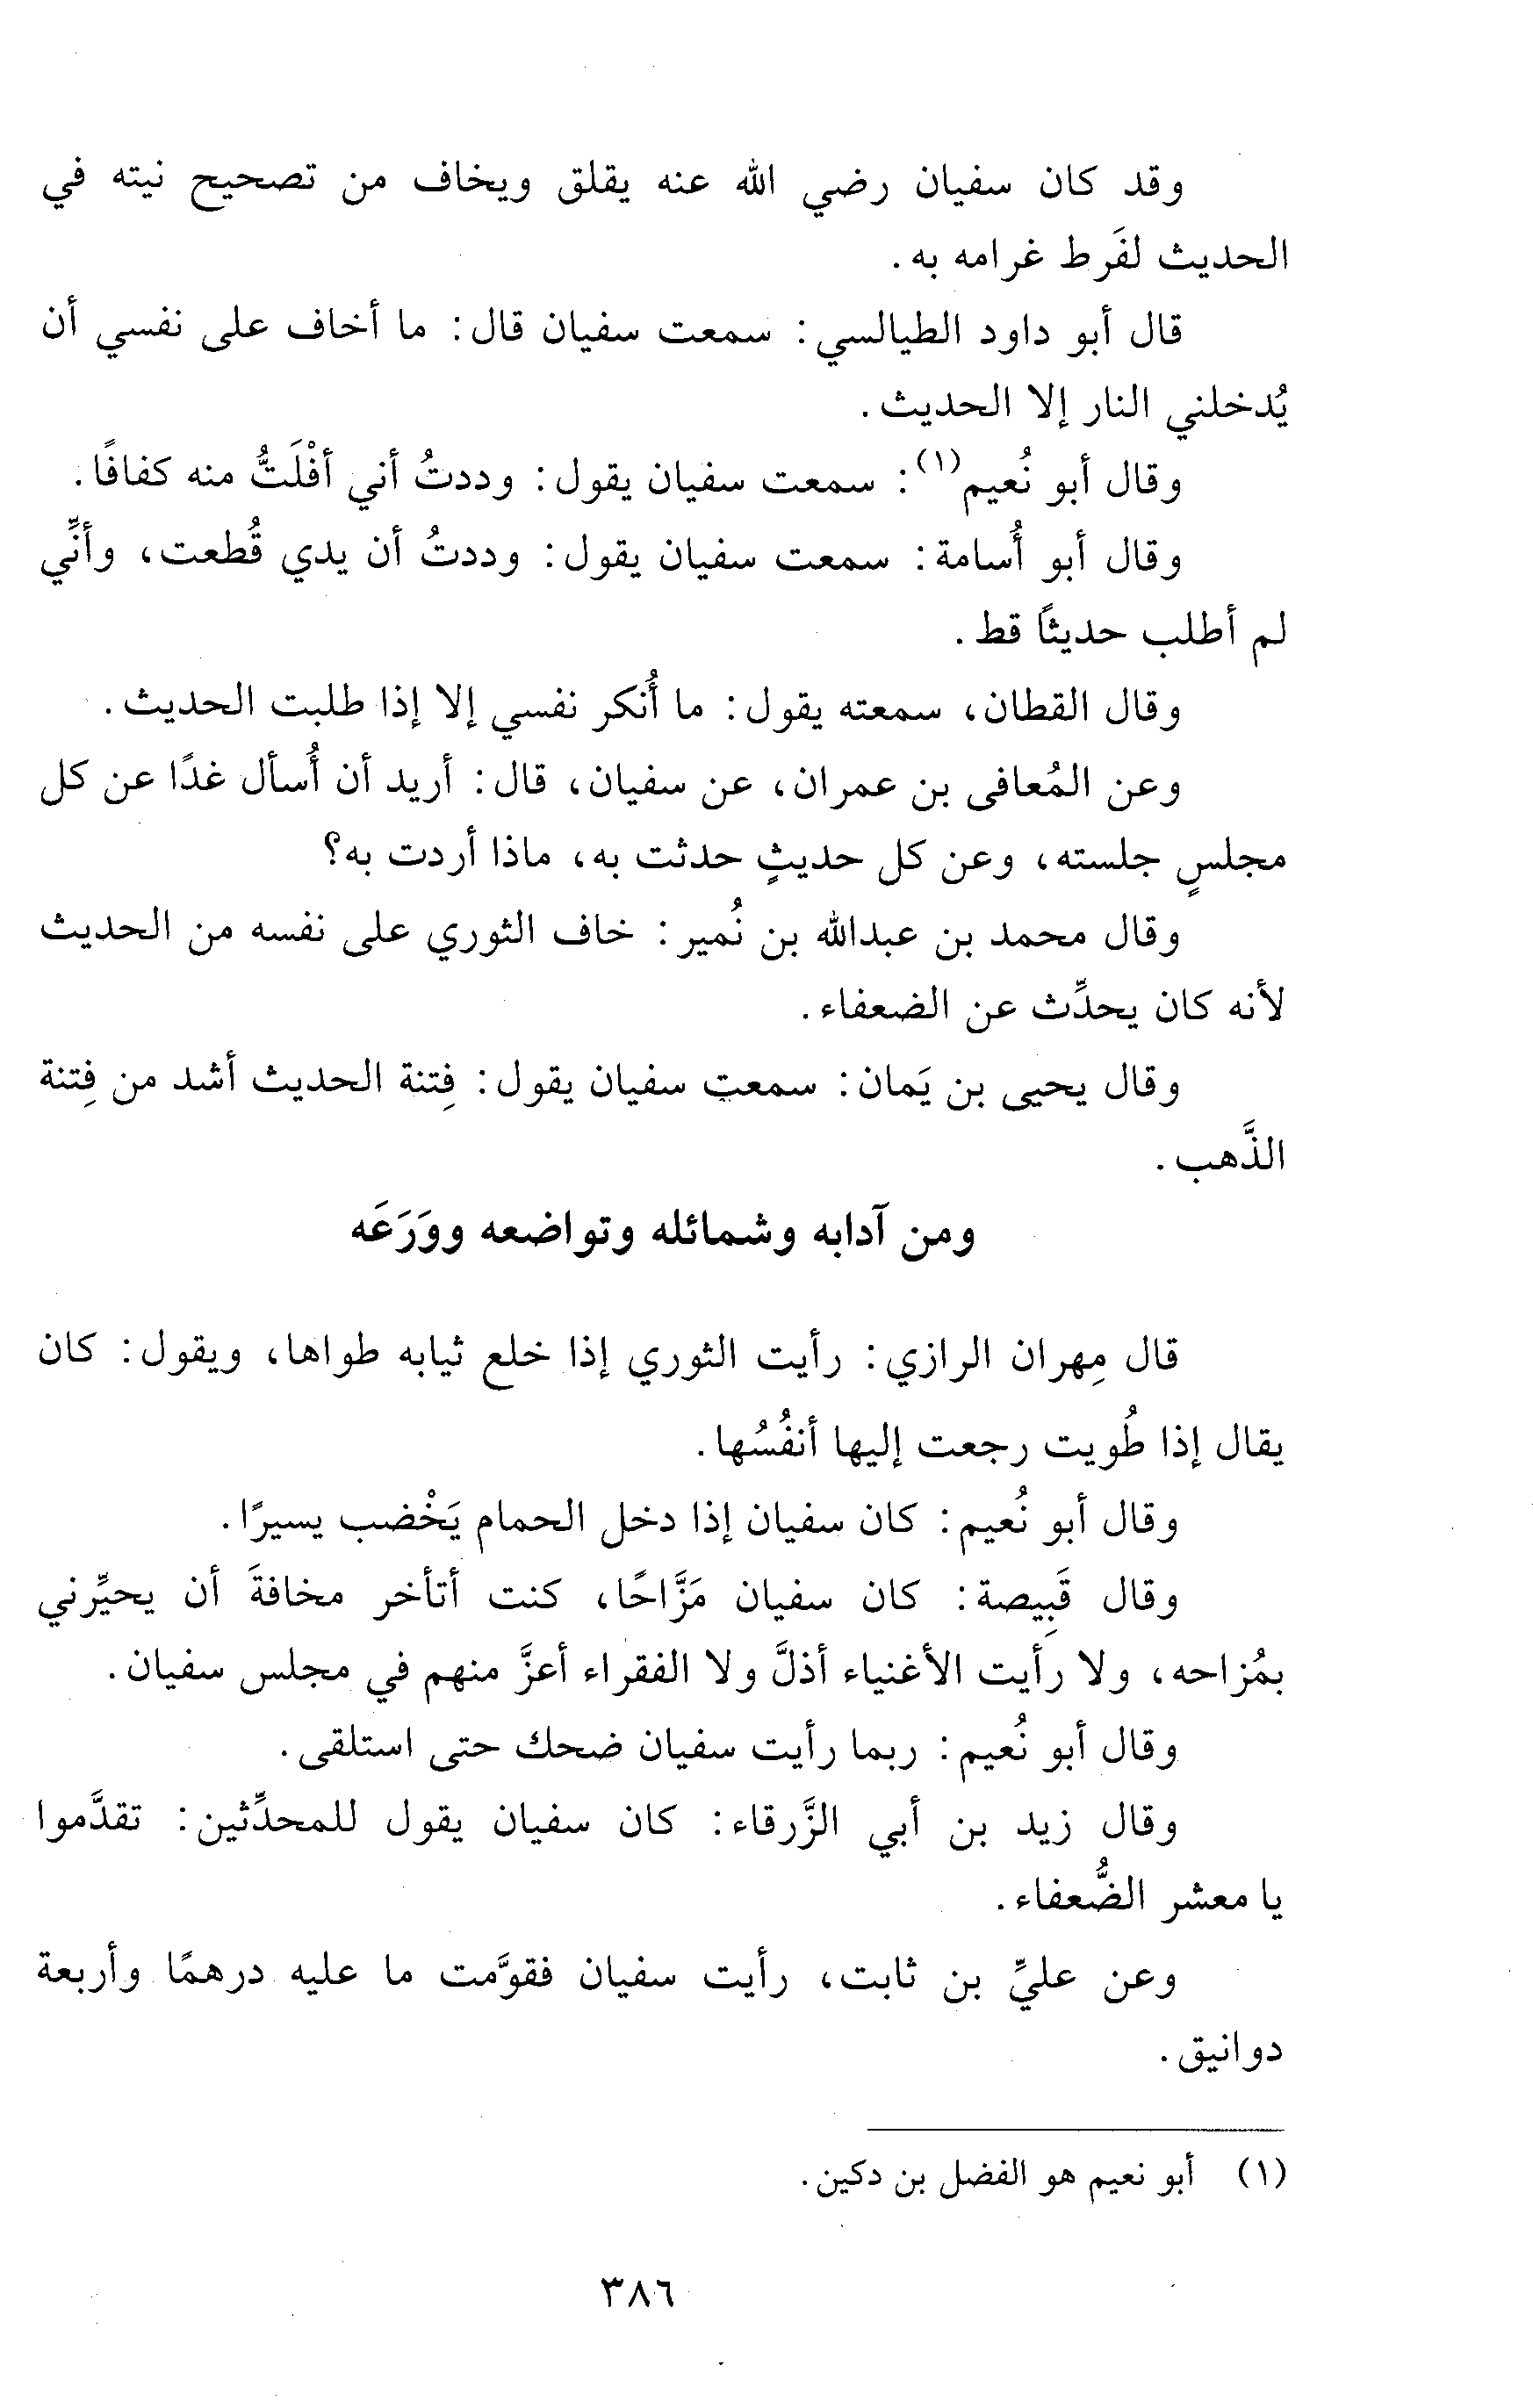 وقد كان سفيان رضي الله عنه يقلق ويخاف من تصحيح نيته في
الحديث لفَرط غرامه به.
قال أبو داود الطيالسي: سمعت سفيان قال: ما أخاف على نفسي أن
يُدخلني النار إلا الحديث.
وقال أبو نُعيم(١): سمعت سفيان يقول: وددتُ أني أفْلَتُّ منه كفافًا.
وقال أبو أُسامة: سمعت سفيان يقول: وددتُ أن يدي قُطعت، وأنِّي
لم أطلب حديثًا قط.
وقال القطان، سمعته يقول: ما أُنكر نفسي إلا إذا طلبت الحديث.
وعن المُعافى بن عمران، عن سفيان، قال: أريد أن أُسأل غدًا عن كل
مجلسٍ جلسته، وعن كل حديثٍ حدثت به، ماذا أردت به؟
وقال محمد بن عبدالله بن نُمير: خاف الثوري على نفسه من الحديث
لأنه كان يحدِّث عن الضعفاء.
وقال يحيى بن يَمان: سمعت سفيان يقول: فِتنة الحديث أشد من فِتنة
الذَّهب.
ومن آدابه وشمائله وتواضعه ووَرَعَه
قال مِهران الرازي: رأيت الثوري إذا خلع ثيابه طواها، ويقول: كان
يقال إذا طُويت رجعت إليها أنفُسُها.
وقال أبو نُعيم: كان سفيان إذا دخل الحمام يَخْضب يسيرًا.
وقال قَبِيصة: كان سفيان مَزَّاحًا، كنت أتأخر مخافةَ أن يحيِّرني
بمُزاحه، ولا رأيت الأغنياء أذلَّ ولا الفقراء أعزَّ منهم في مجلس سفيان.
وقال أبو نُعيم: ربما رأيت سفيان ضحك حتى استلقى.
وقال زيد بن أبي الزَّرقاء: كان سفيان يقول للمحدِّثين: تقدَّموا
يا معشر الضُّعفاء.
وعن عليِّ بن ثابت، رأيت سفيان فقوَّمت ما عليه درهمًا وأربعة
دوانيق.
(١) أبو نعيم هو الفضل بن دكين.
٣٨٦